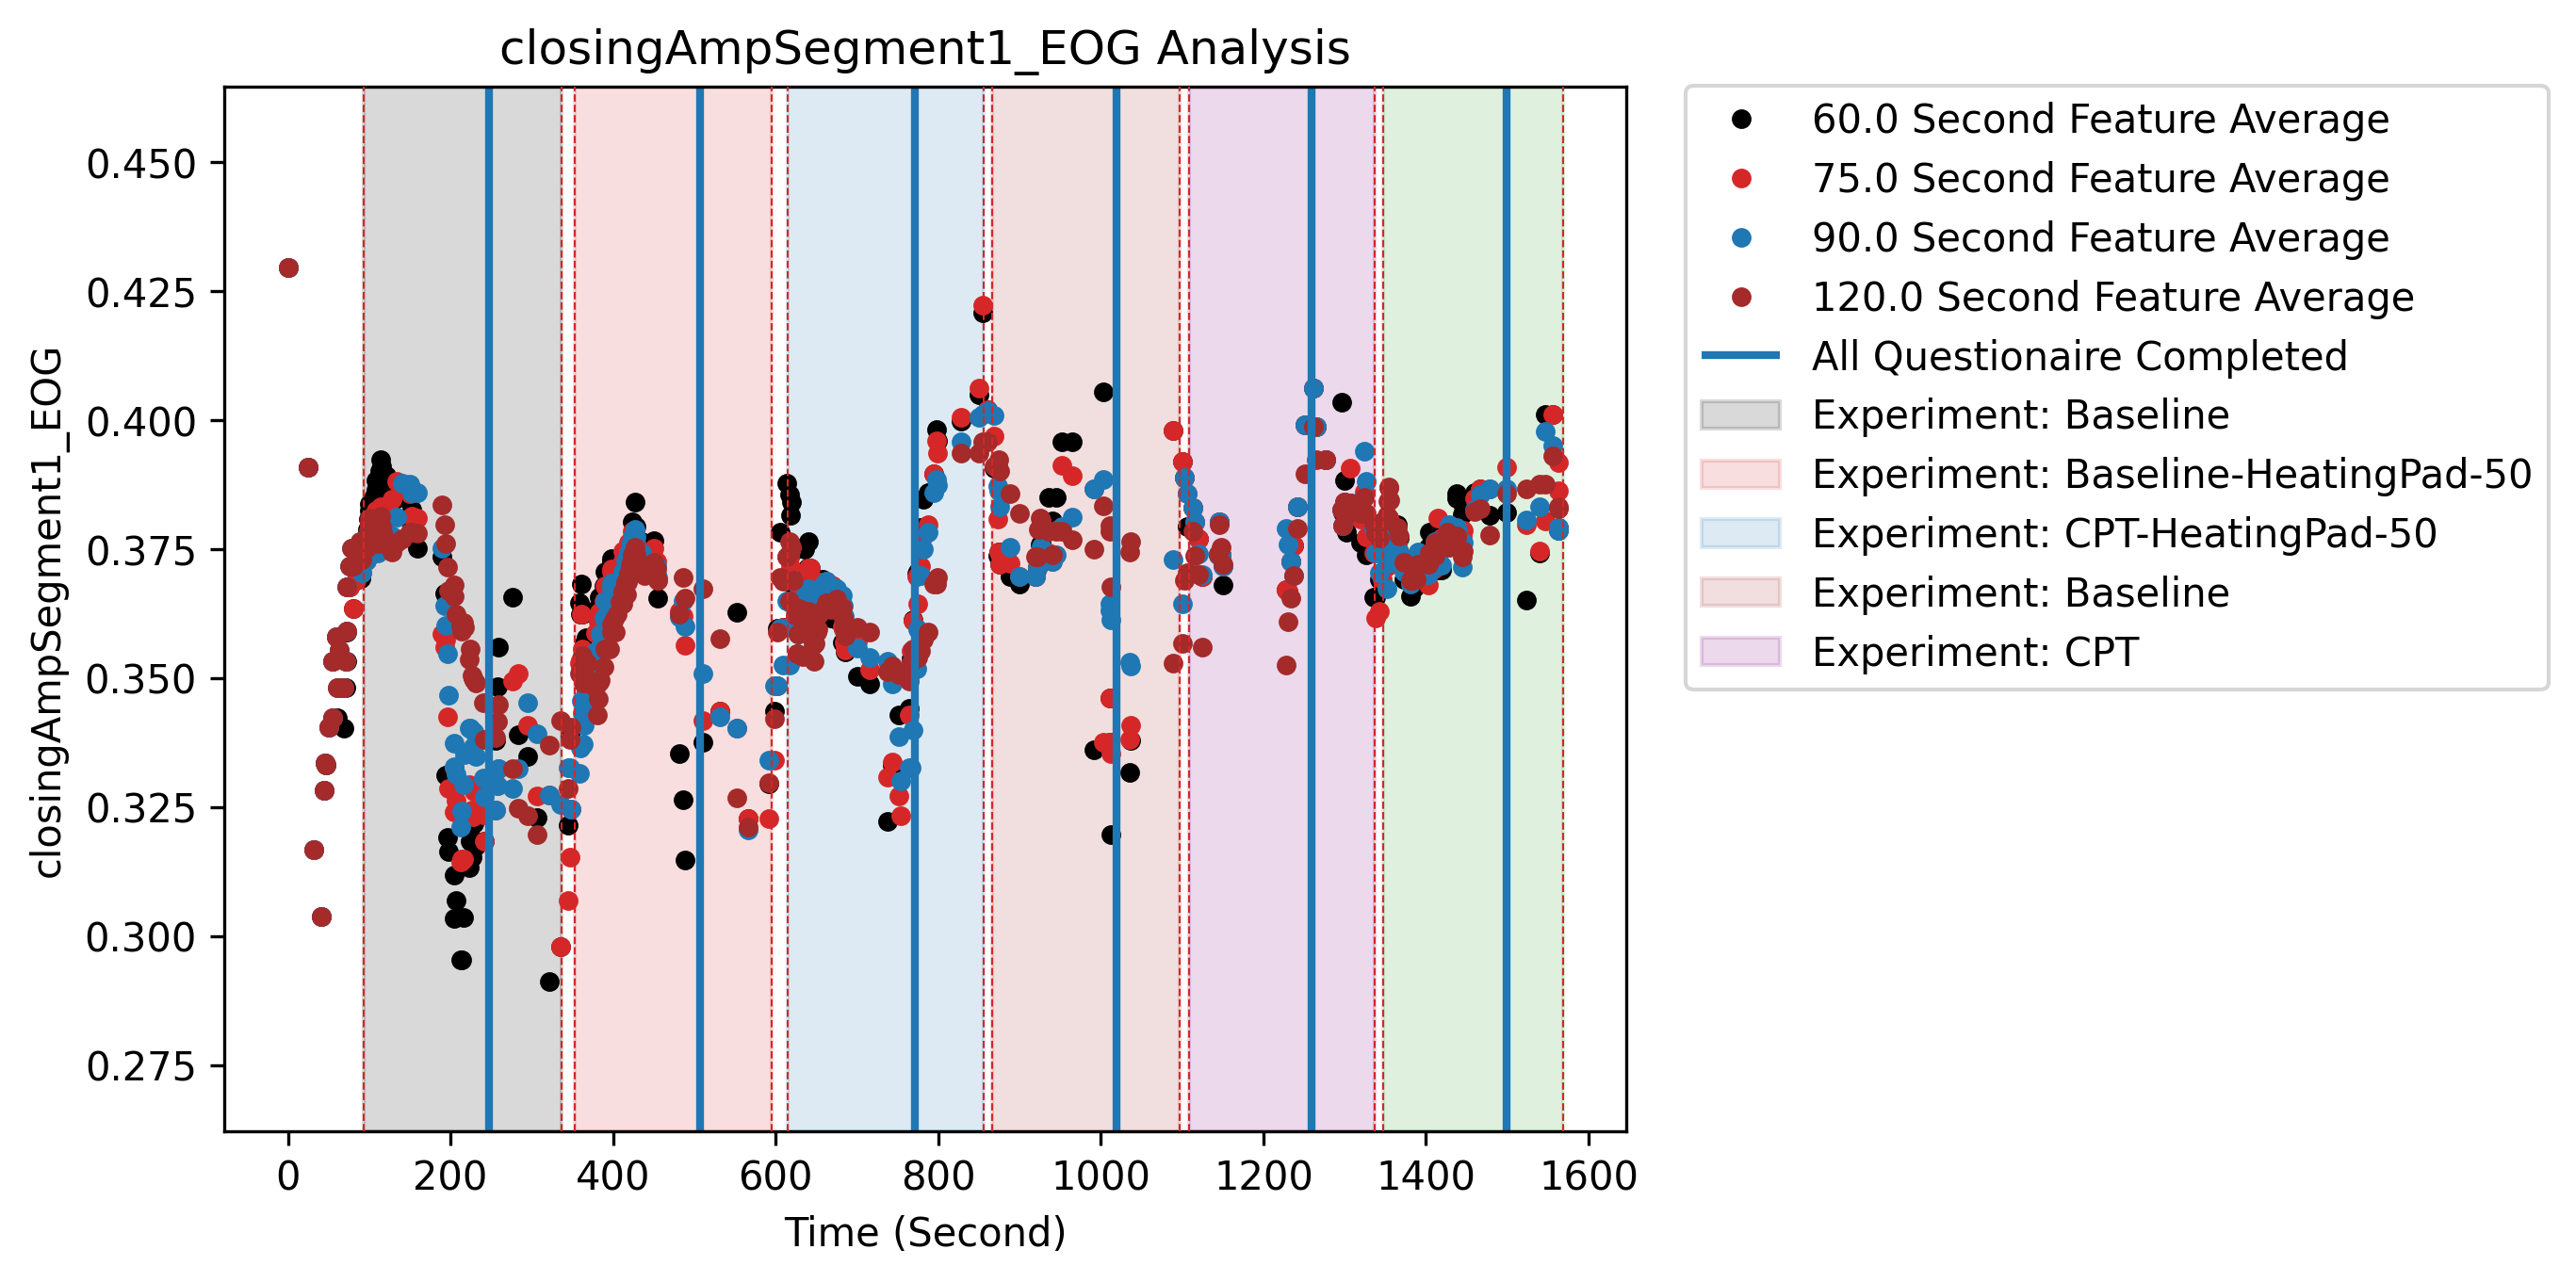 closingAmpSegment1_EOG Analysis
closingAmpSegment1_EOG
0.450
0.425
0.400
0.375
0.350
0.325
0.300
0.275
0 200 400 600 800 1000 1200 1400 1600
Time (Second)
60.0 Second Feature Average
75.0 Second Feature Average
90.0 Second Feature Average
120.0 Second Feature Average
All Questionaire Completed
Experiment: Baseline
Experiment: Baseline-HeatingPad-50
Experiment: CPT-HeatingPad-50
Experiment: Baseline
Experiment: CPT